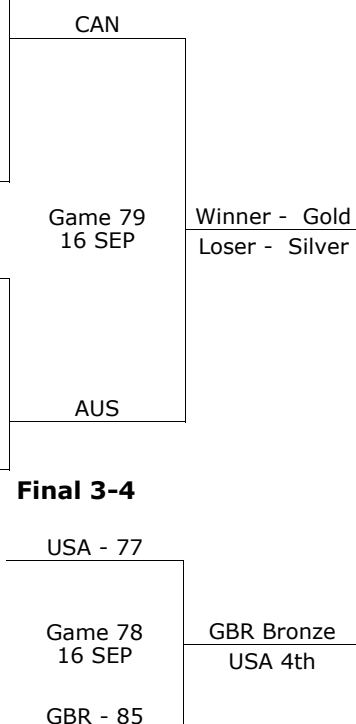 CAN
Game 79
16 SEP
Winner - Gold
Loser - Silver
AUS
Final 3-4
USA - 77
Game 78
16 SEP
GBR Bronze
USA 4th
GBR - 85